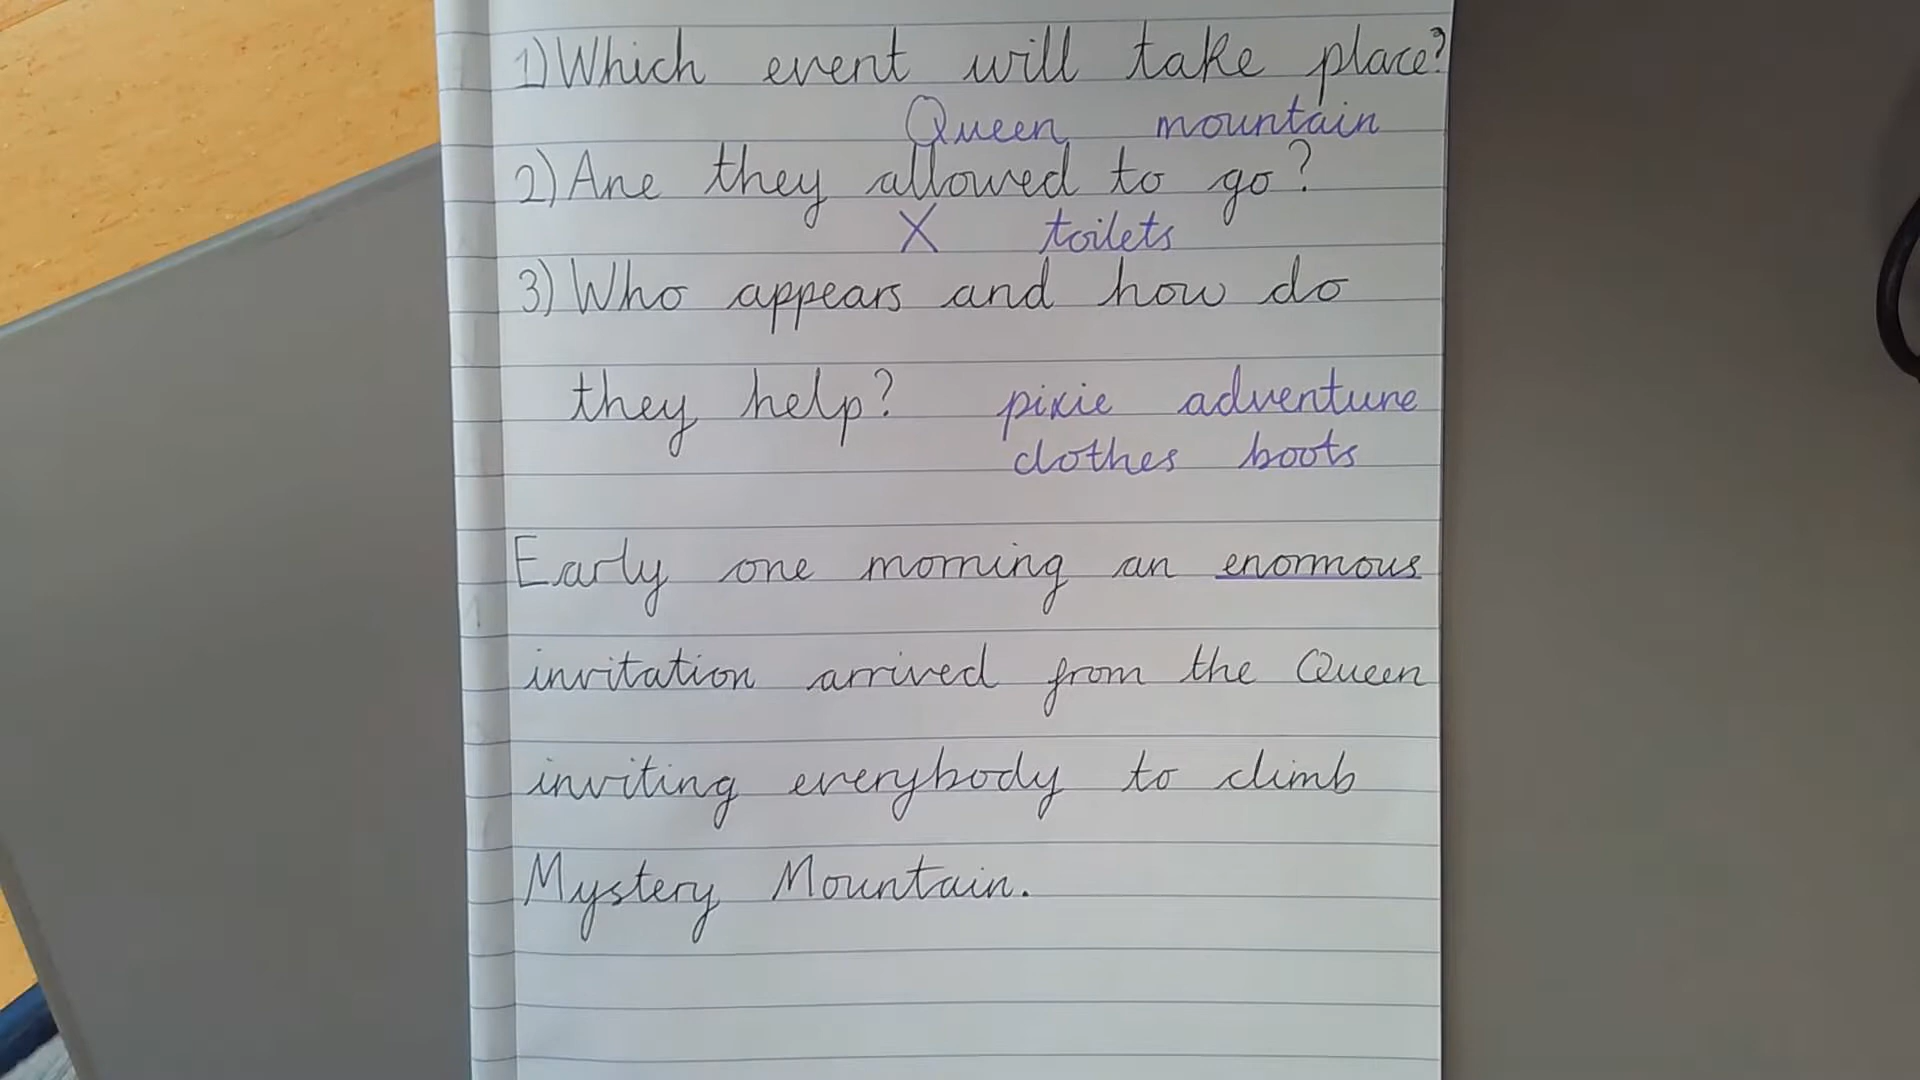 1) Which event will take place?
Queen mountain
2) Are they allowed to go?
X toilets
3) Who appears and how do
they help? pixie adventure
clothes boots
Early one morning an enormous
invitation arrived from the Queen
inviting everybody to climb
Mystery Mountain.